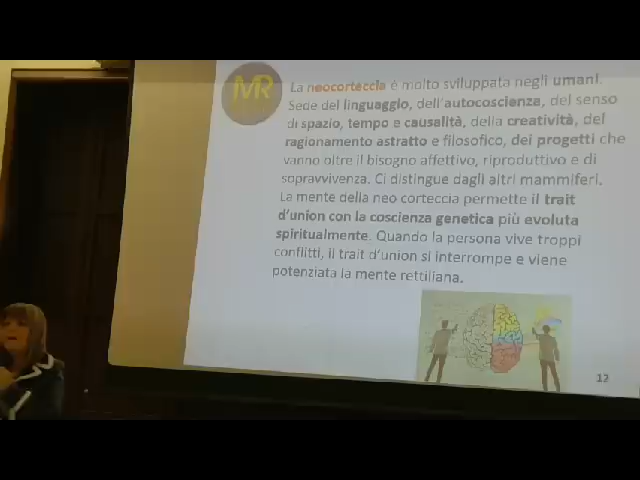 MR
La neocorteccia è molto sviluppata negli umani.
Sede del linguaggio, dell'autocoscienza, del senso
di spazio, tempo e causalità, della creatività, del
ragionamento astratto e filosofico, dei progetti che
vanno oltre il bisogno affettivo, riproduttivo e di
sopravvivenza. Ci distingue dagli altri mammiferi.
La mente della neo corteccia permette il trait
d'union con la coscienza genetica più evoluta
spiritualmente. Quando la persona vive troppi
conflitti, il trait d'union si interrompe e viene
potenziata la mente rettiliana.
12